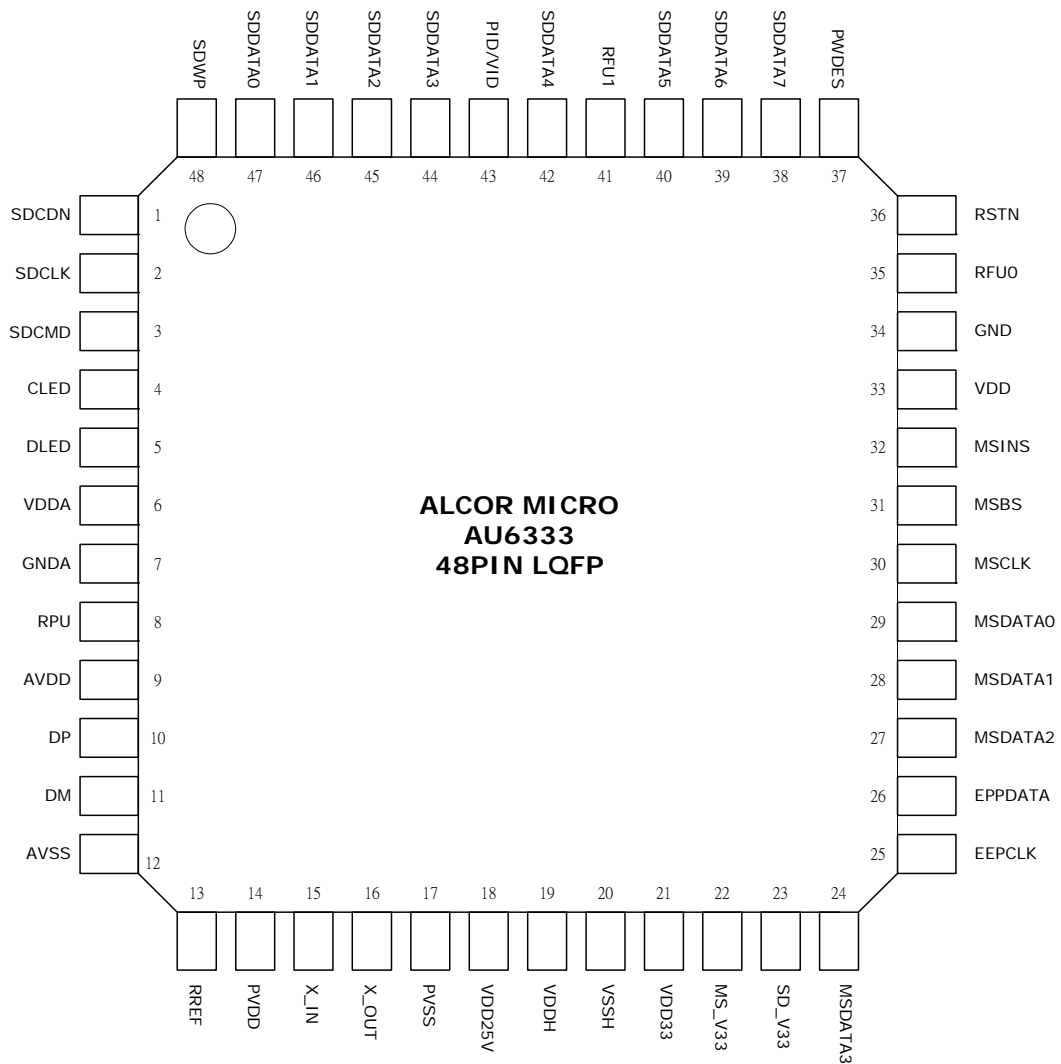 SDWP
SDDATA0
SDDATA1
SDDATA2
SDDATA3
PID/VID
SDDATA4
RFU1
SDDATA5
SDDATA6
SDDATA7
PWDES
48 47 46 45 44 43 42 41 40 39 38 37
SDCDN 1 36 RSTN
SDCLK 2 35 RFU0
SDCMD 3 34 GND
CLED 4 33 VDD
DLED 5 32 MSINS
VDDA 6 31 MSBS
ALCOR MICRO
AU6333
48PIN LQFP
GNDA 7 30 MSCLK
RPU 8 29 MSDATA0
AVDD 9 28 MSDATA1
DP 10 27 MSDATA2
DM 11 26 EPPDATA
AVSS 12 25 EEPCLK
13 14 15 16 17 18 19 20 21 22 23 24
RREF
PVDD
X_IN
X_OUT
PVSS
VDD25V
VDDH
VSSH
VDD33
MS_V33
SD_V33
MSDATA3